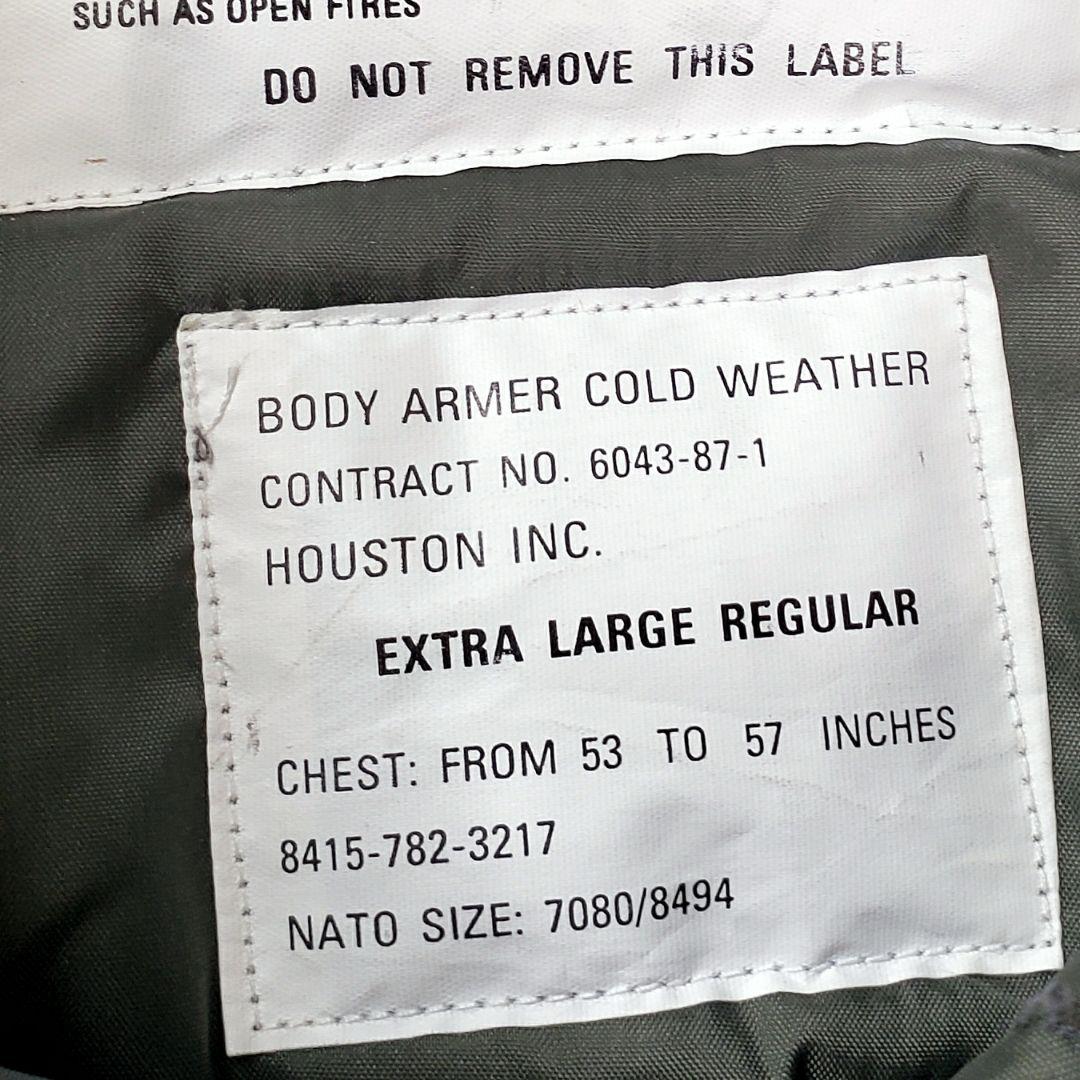 SUCH AS OPEN FIRES
DO NOT REMOVE THIS LABEL
BODY ARMER COLD WEATHER
CONTRACT NO. 6043-87-1
HOUSTON INC.
EXTRA LARGE REGULAR
CHEST: FROM 53 TO 57 INCHES
8415-782-3217
NATO SIZE: 7080/8494